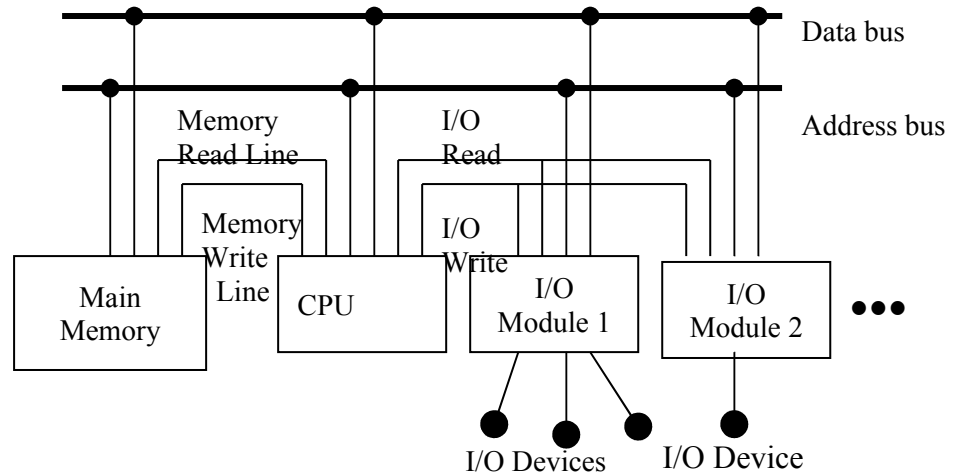 Data bus
Address bus
Memory
Read Line
I/O
Read
Memory
Write
Line
I/O
Write
Main
Memory
CPU
I/O
Module 1
I/O
Module 2
I/O Devices
I/O Device